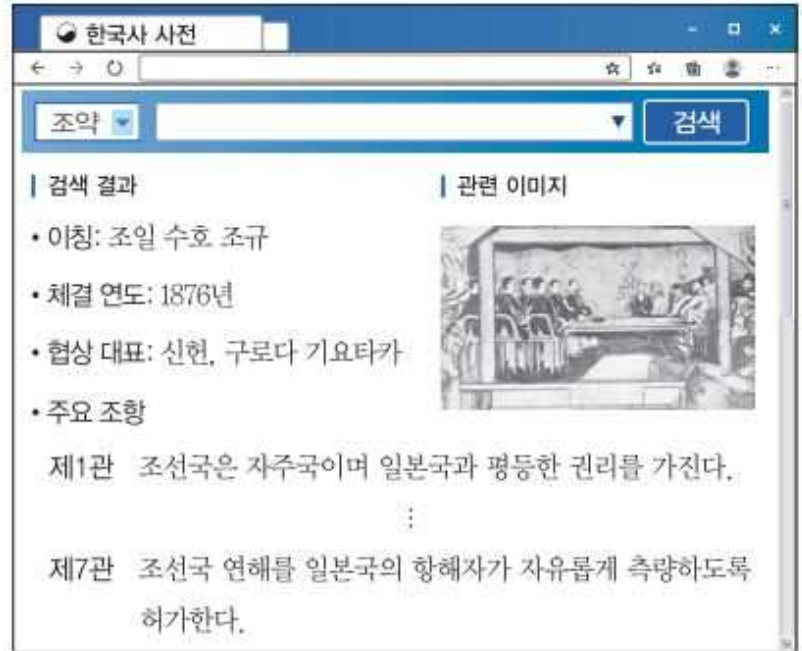 한국사 사전
조약
검색
검색 결과
관련 이미지
• 이칭: 조일 수호 조규
• 체결 연도: 1876년
• 협상 대표: 신헌, 구로다 기요타카
• 주요 조항
제1관 조선국은 자주국이며 일본국과 평등한 권리를 가진다.
⋮
제7관 조선국 연해를 일본국의 항해자가 자유롭게 측량하도록
허가한다.